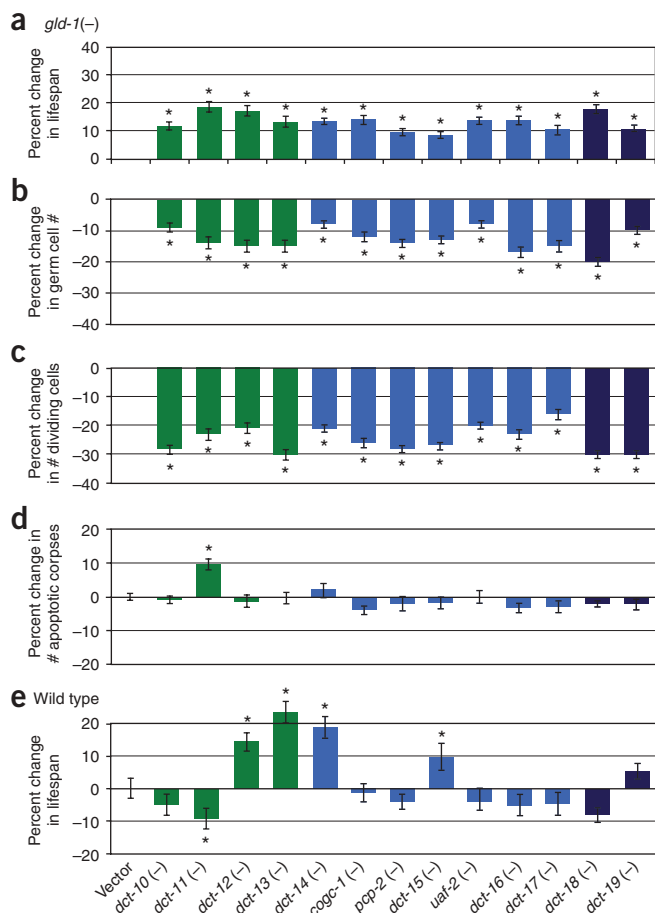 a gld-1(–)
Percent change
in lifespan
40
30
20
10
0
* * * * * * * * * * * * *
b
Percent change
in germ cell #
0
–10
–20
–30
–40
* * * * * * * * * * * * *
c
Percent change
in # dividing cells
0
–10
–20
–30
–40
* * * * * * * * * * * * *
d
Percent change in
# apoptotic corpses
20
10
0
–10
–20
*
e Wild type
Percent change
in lifespan
20
10
0
–10
–20
* * * * *
Vector
dct-10 (–)
dct-11 (–)
dct-12 (–)
dct-13 (–)
dct-14 (–)
cogc-1 (–)
pcp-2 (–)
dct-15 (–)
uaf-2 (–)
dct-16 (–)
dct-17 (–)
dct-18 (–)
dct-19 (–)